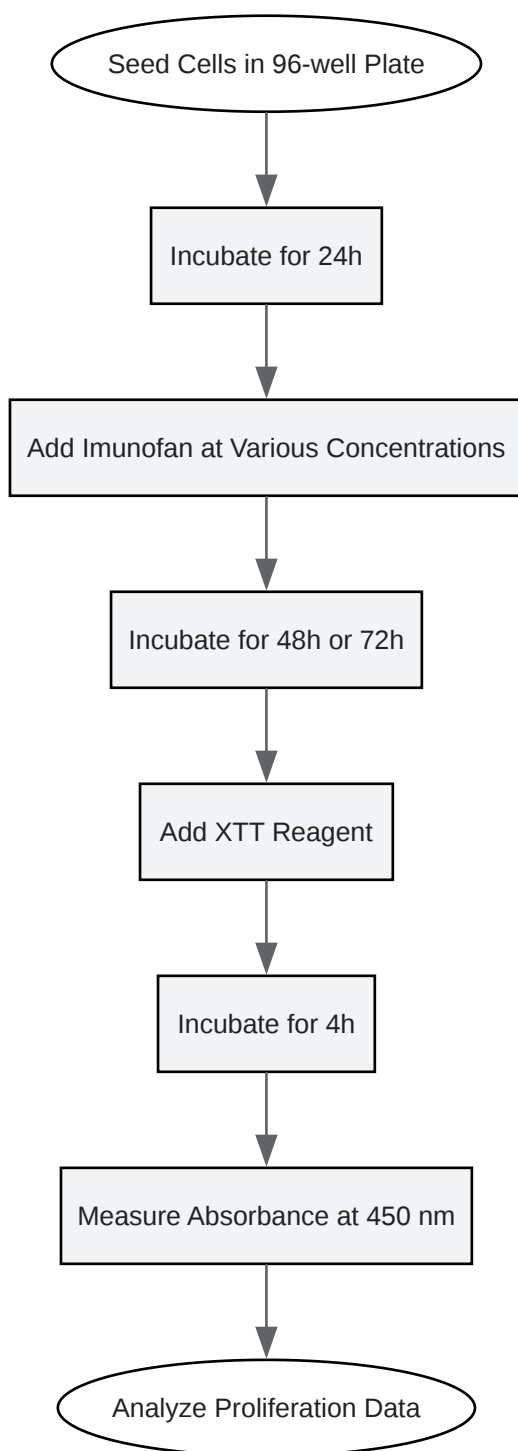 Seed Cells in 96-well Plate
Incubate for 24h
Add Imunofan at Various Concentrations
Incubate for 48h or 72h
Add XTT Reagent
Incubate for 4h
Measure Absorbance at 450 nm
Analyze Proliferation Data